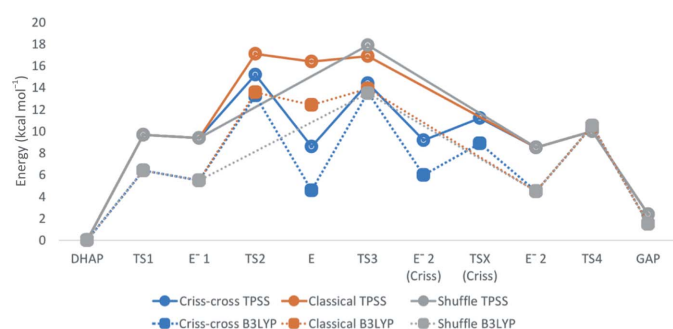 20
18
16
14
12
10
8
6
4
2
0
Energy (kcal mol⁻¹)
DHAP TS1 E⁻ 1 TS2 E TS3 E⁻ 2 TSX E⁻ 2 TS4 GAP
(Criss) (Criss)
Criss-cross TPSS Classical TPSS Shuffle TPSS
Criss-cross B3LYP Classical B3LYP Shuffle B3LYP